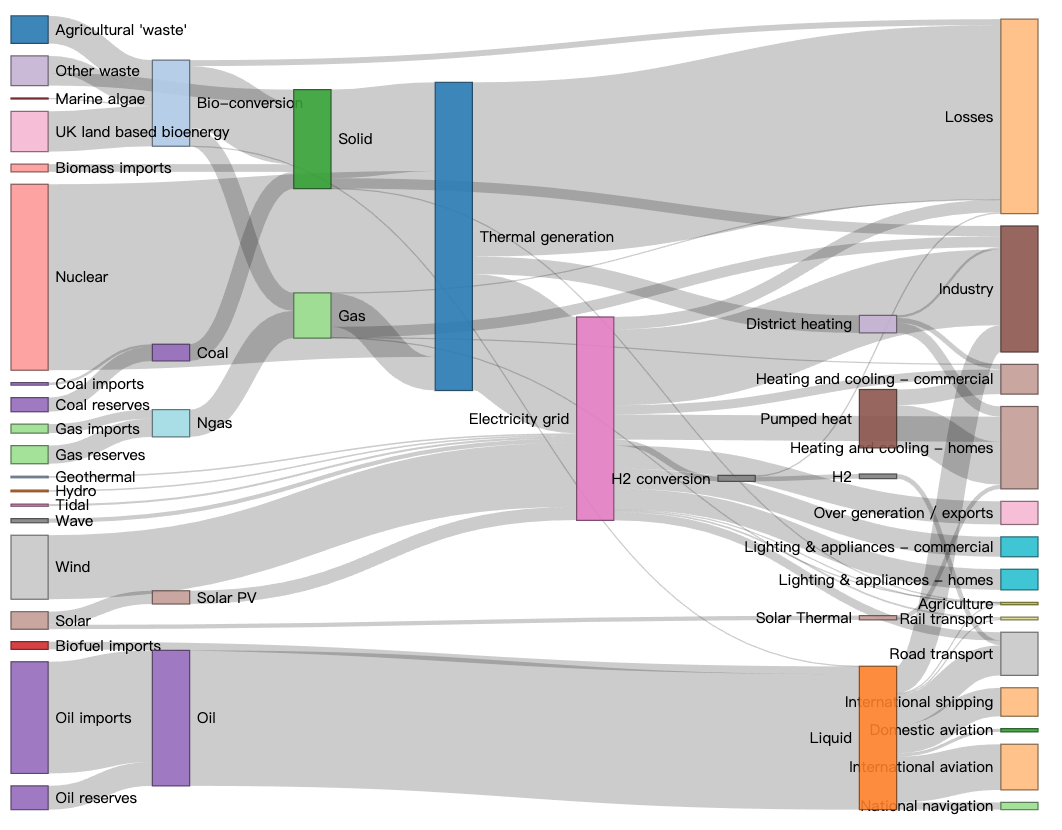 Agricultural 'waste'
Other waste
Marine algae
UK land based bioenergy
Biomass imports
Nuclear
Coal imports
Coal reserves
Gas imports
Gas reserves
Geothermal
Hydro
Tidal
Wave
Wind
Solar
Biofuel imports
Oil imports
Oil reserves
Bio-conversion
Coal
Ngas
Solar PV
Oil
Solid
Gas
Thermal generation
Electricity grid
H2 conversion
District heating
Pumped heat
H2
Solar Thermal
Liquid
Losses
Industry
Heating and cooling – commercial
Heating and cooling – homes
Over generation / exports
Lighting & appliances – commercial
Lighting & appliances – homes
Agriculture
Rail transport
Road transport
International shipping
Domestic aviation
International aviation
National navigation